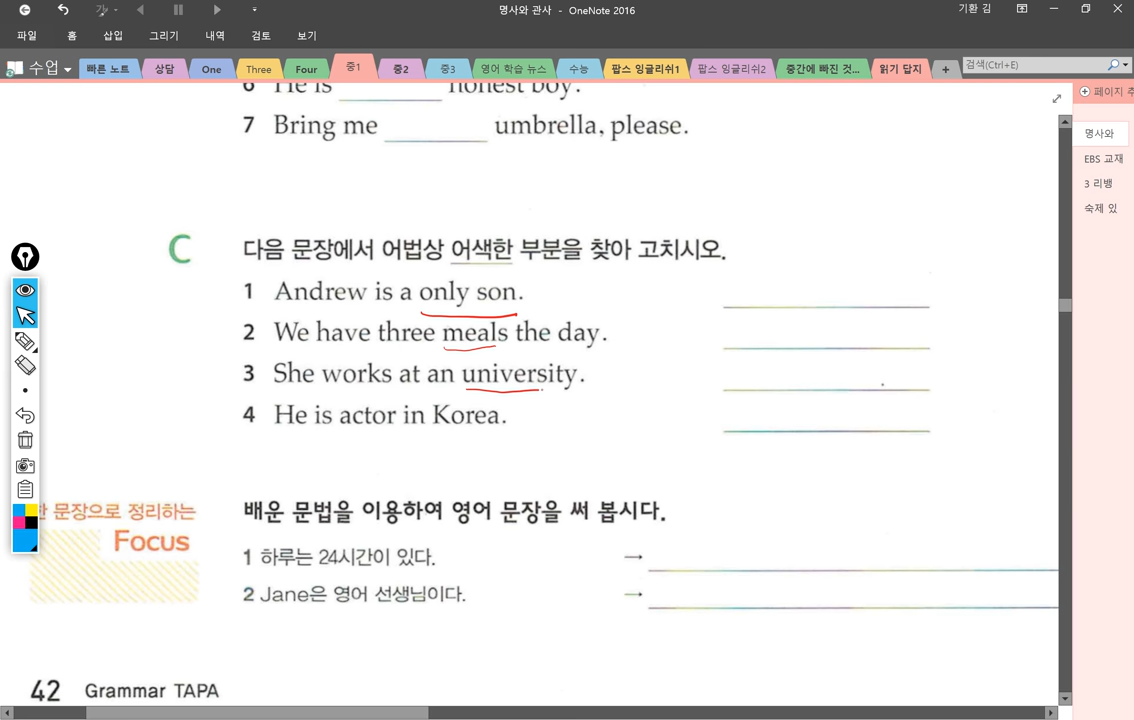 명사와 관사 - OneNote 2016
기환 김
파일 홈 삽입 그리기 내역 검토 보기
수업 빠른 노트 상담 One Three Four 중1 중2 중3 영어 학습 뉴스 수능 팝스 잉글리쉬1 팝스 잉글리쉬2 중간에 빠진 것... 읽기 답지 + 검색(Ctrl+E)
페이지 추
명사와
EBS 교재
3 리뱅
숙제 있
6 He is honest boy.
7 Bring me umbrella, please.
C 다음 문장에서 어법상 어색한 부분을 찾아 고치시오.
1 Andrew is a only son.
2 We have three meals the day.
3 She works at an university.
4 He is actor in Korea.
한 문장으로 정리하는
Focus
배운 문법을 이용하여 영어 문장을 써 봅시다.
1 하루는 24시간이 있다. →
2 Jane은 영어 선생님이다. →
42 Grammar TAPA